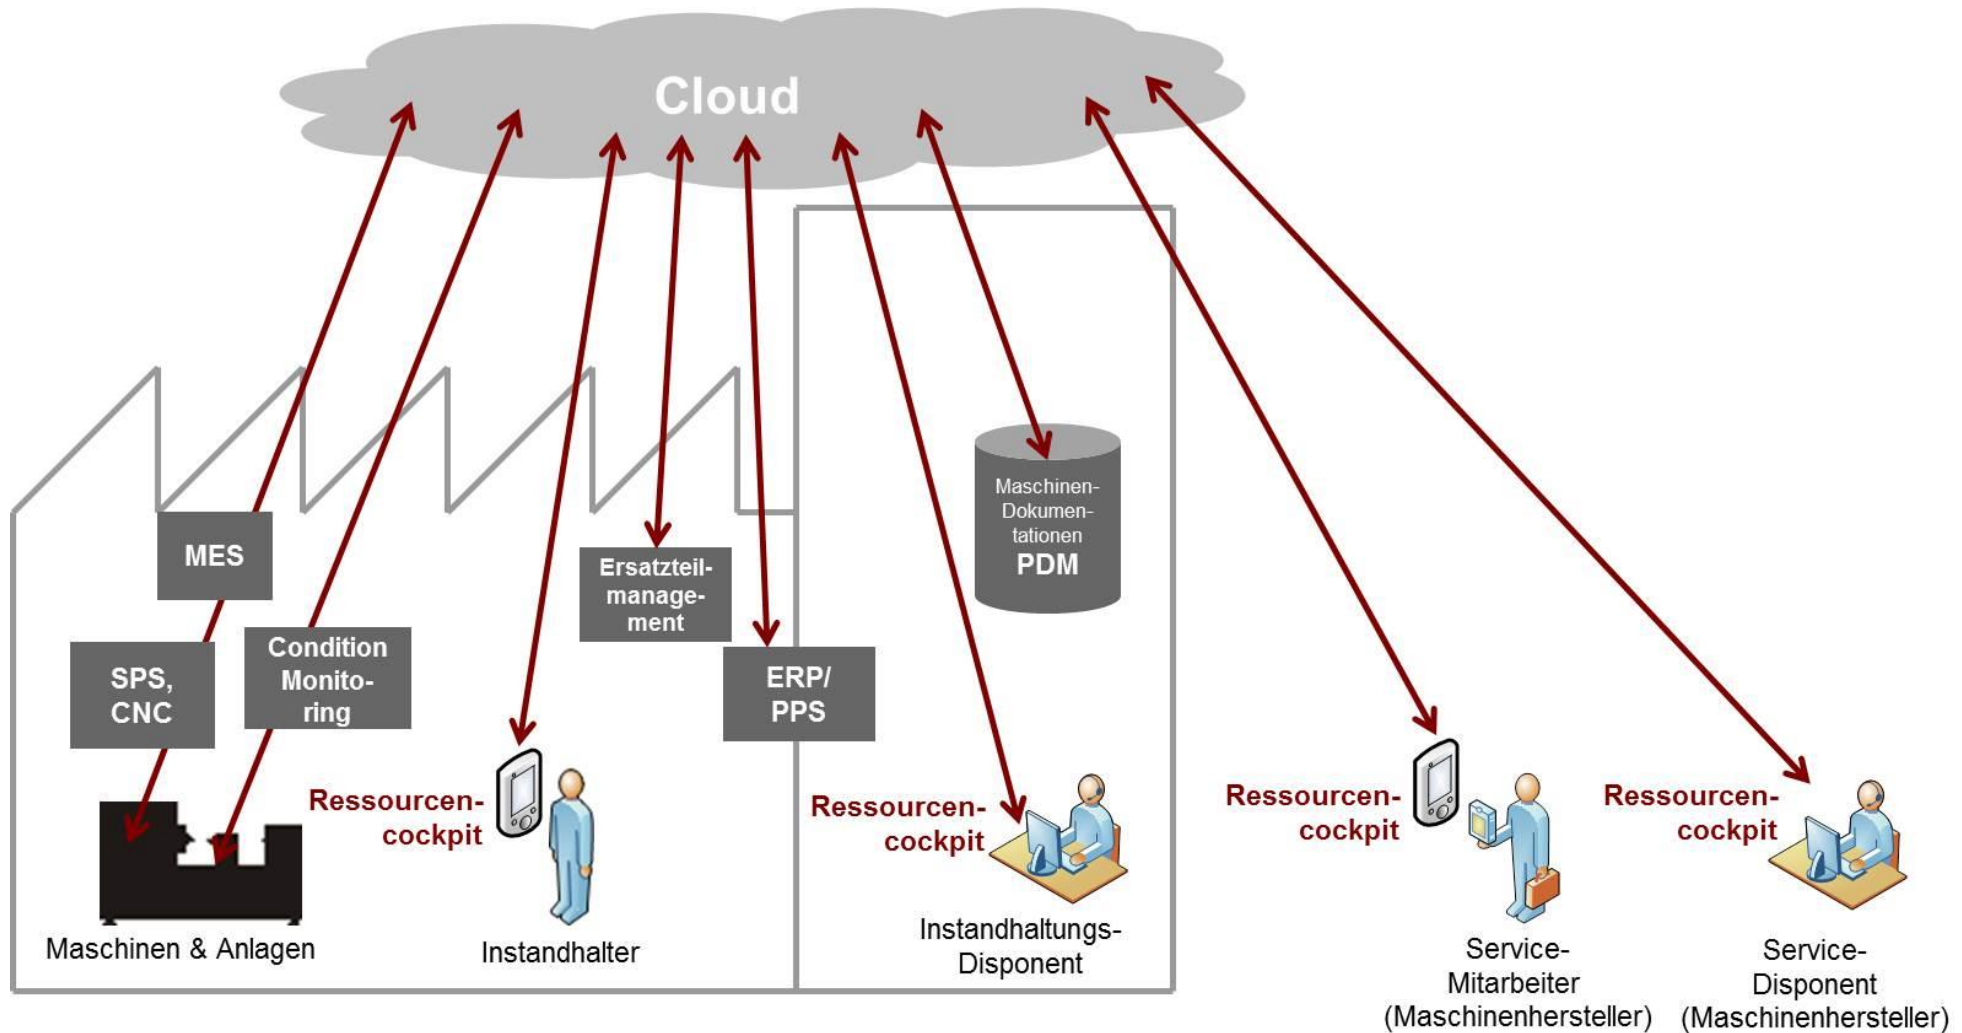 Cloud
MES
SPS,
CNC
Condition
Monito-
ring
Ersatzteil-
manage-
ment
ERP/
PPS
Maschinen-
Dokumen-
tationen
PDM
Ressourcen-
cockpit
Ressourcen-
cockpit
Ressourcen-
cockpit
Ressourcen-
cockpit
Maschinen & Anlagen
Instandhalter
Instandhaltungs-
Disponent
Service-
Mitarbeiter
(Maschinenhersteller)
Service-
Disponent
(Maschinenhersteller)